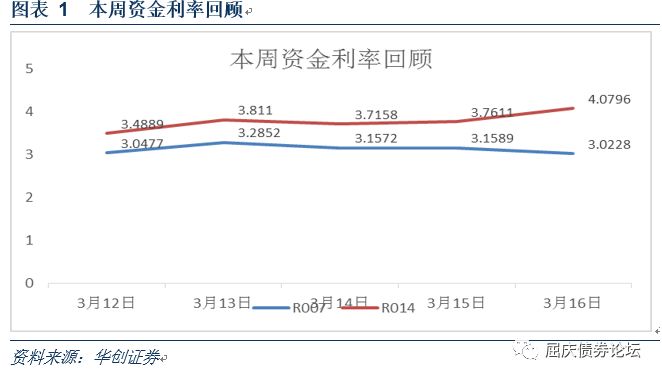 图表 1 本周资金利率回顾
本周资金利率回顾
5
4
3
2
1
0
3.4889
3.811
3.7158
3.7611
4.0796
3.0477
3.2852
3.1572
3.1589
3.0228
3月12日
3月13日
3月14日
3月15日
3月16日
R007
R014
资料来源：华创证券
屈庆债券论坛